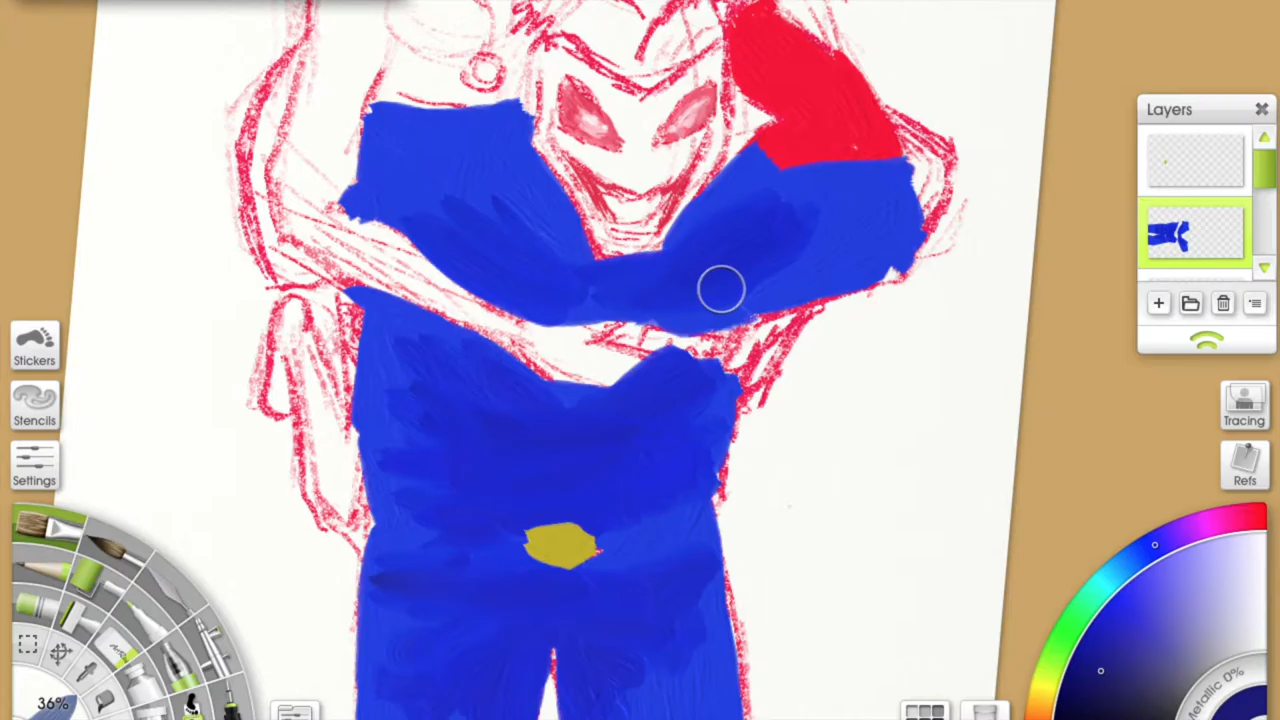 Layers
Stickers
Stencils
Settings
Tracing
Refs
36%
Metallic 0%